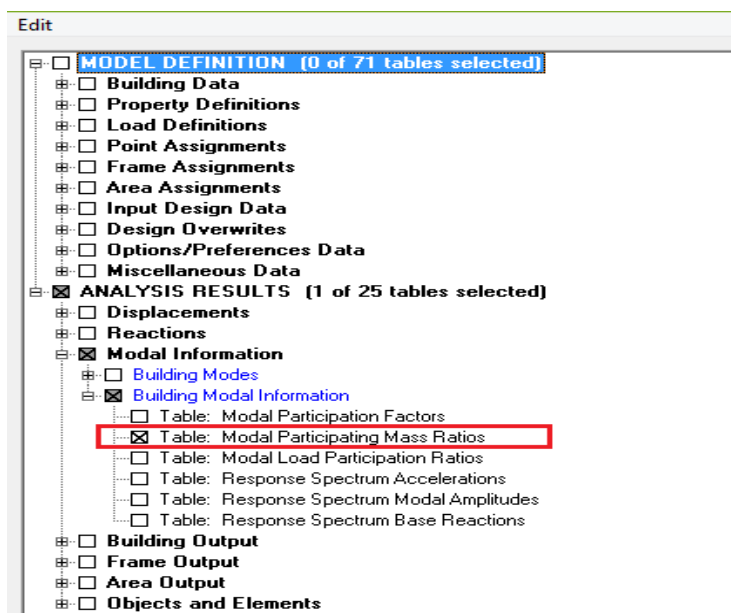 Edit
MODEL DEFINITION (0 of 71 tables selected)
Building Data
Property Definitions
Load Definitions
Point Assignments
Frame Assignments
Area Assignments
Input Design Data
Design Overwrites
Options/Preferences Data
Miscellaneous Data
ANALYSIS RESULTS (1 of 25 tables selected)
Displacements
Reactions
Modal Information
Building Modes
Building Modal Information
Table: Modal Participation Factors
Table: Modal Participating Mass Ratios
Table: Modal Load Participation Ratios
Table: Response Spectrum Accelerations
Table: Response Spectrum Modal Amplitudes
Table: Response Spectrum Base Reactions
Building Output
Frame Output
Area Output
Objects and Elements